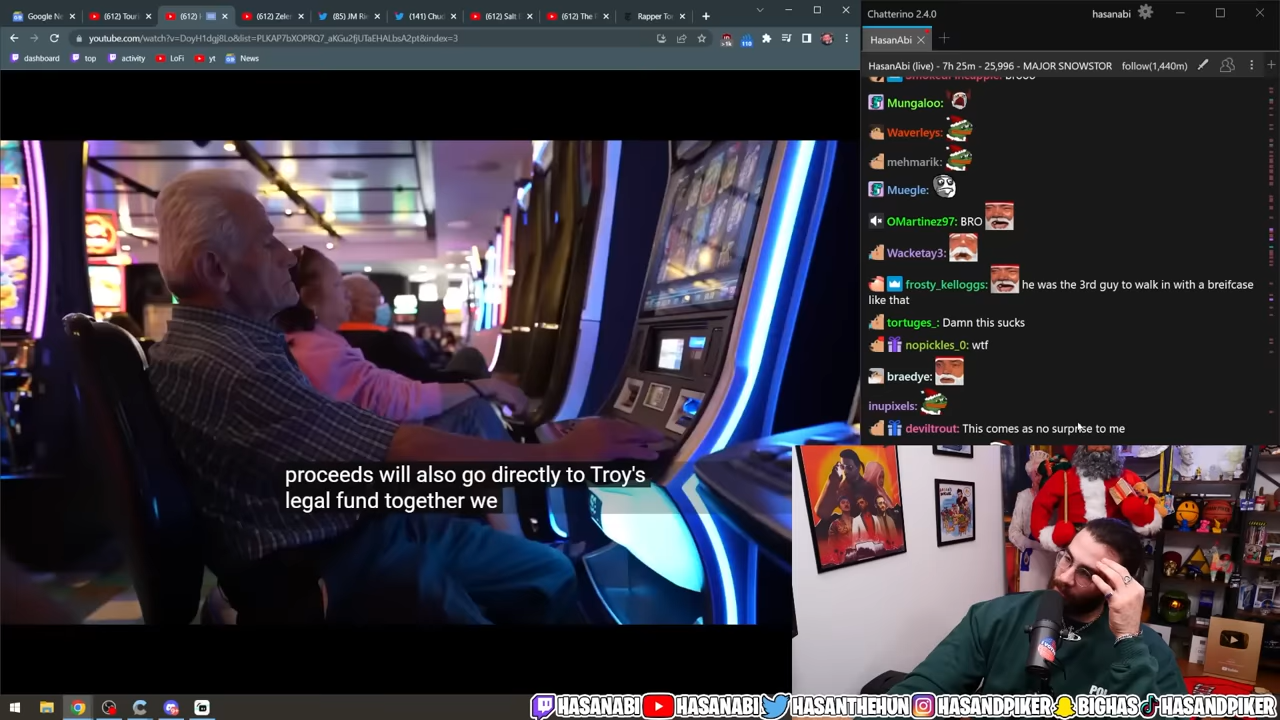 Google Ne
(612) Touri
(612) H
(612) Zele
(85) JM Ri
(141) Chud
(612) Salt
(612) The
Rapper To
Chatterino 2.4.0
hasanabi
youtube.com/watch?v=DoyH1dgj8Lo&list=PLKAP7bXOPRQ7_aKGu2fjUTaEHALbsA2pt&index=3
HasanAbi
dashboard
top
activity
LoFi
yt
News
HasanAbi (live) - 7h 25m - 25,996 - MAJOR SNOWSTOR
follow(1,440m)
Mungaloo:
Waverleys:
mehmarik:
Muegle:
OMartinez97: BRO
Wacketay3:
frosty_kelloggs: he was the 3rd guy to walk in with a breifcase
like that
tortuges_: Damn this sucks
nopickles_0: wtf
braedye:
inupixels:
deviltrout: This comes as no surprise to me
proceeds will also go directly to Troy's
legal fund together we
HASANABI
HASANABI
HASANTHEHUN
HASANDPIKER
BIGHAS
HASANDPIKER